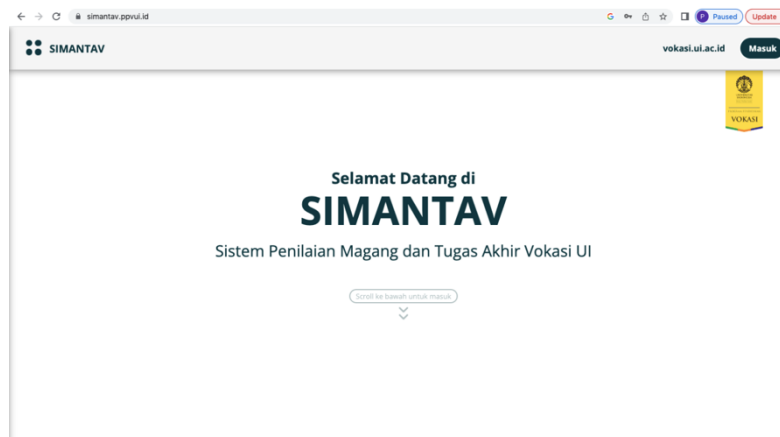 simantav.ppvui.id
P Paused
Update
SIMANTAV
vokasi.ui.ac.id
Masuk
VOKASI
Selamat Datang di
SIMANTAV
Sistem Penilaian Magang dan Tugas Akhir Vokasi UI
Scroll ke bawah untuk masuk